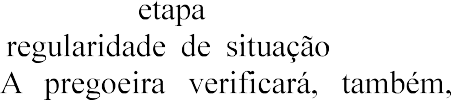 etapa
regularidade de situação
A pregoeira verificará, também,